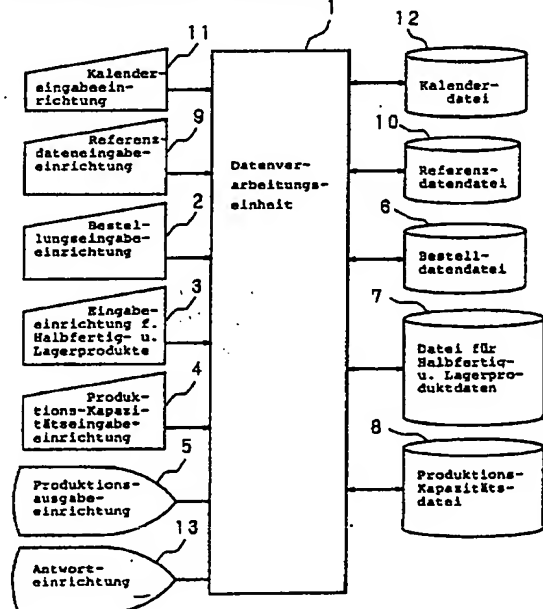 1
11
Kalender-
eingabeein-
richtung
9
Referenz-
dateneingabe-
einrichtung
2
Bestel-
lungseingabe-
einrichtung
3
Eingabe-
einrichtung f.
Halbfertig- u.
Lagerprodukte
4
Produk-
tions-Kapazi-
tätseingabe-
einrichtung
5
Produktions-
ausgabe-
einrichtung
13
Antwort-
einrichtung
Datenver-
arbeitungs-
einheit
12
Kalender-
datei
10
Referenz-
datendatei
6
Bestell-
datendatei
7
Datei für
Halbfertig-
u. Lagerpro-
duktdaten
8
Produktions-
Kapazitäts-
datei